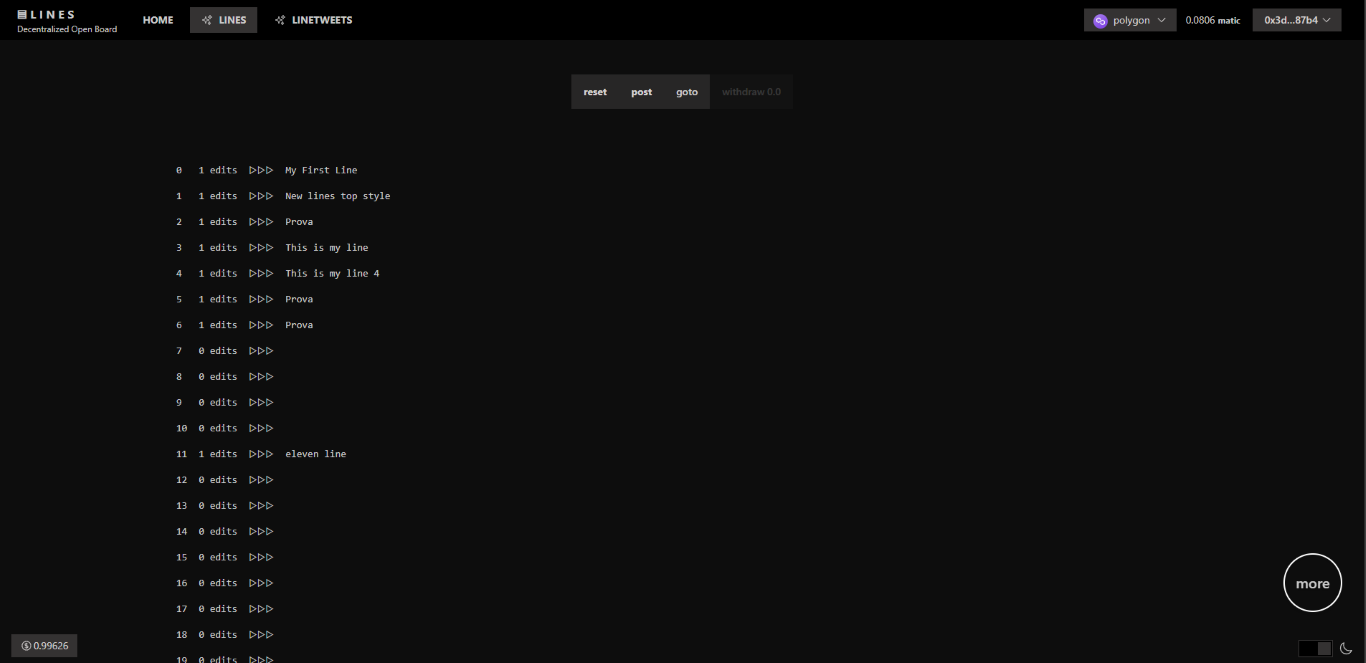 LINES
Decentralized Open Board
HOME
LINES
LINETWEETS
polygon
0.0806 matic
0x3d...87b4
reset post goto withdraw 0.0
0 1 edits ▷▷▷ My First Line
1 1 edits ▷▷▷ New lines top style
2 1 edits ▷▷▷ Prova
3 1 edits ▷▷▷ This is my line
4 1 edits ▷▷▷ This is my line 4
5 1 edits ▷▷▷ Prova
6 1 edits ▷▷▷ Prova
7 0 edits ▷▷▷
8 0 edits ▷▷▷
9 0 edits ▷▷▷
10 0 edits ▷▷▷
11 1 edits ▷▷▷ eleven line
12 0 edits ▷▷▷
13 0 edits ▷▷▷
14 0 edits ▷▷▷
15 0 edits ▷▷▷
16 0 edits ▷▷▷
17 0 edits ▷▷▷
18 0 edits ▷▷▷
19 0 edits ▷▷▷
more
0.99626